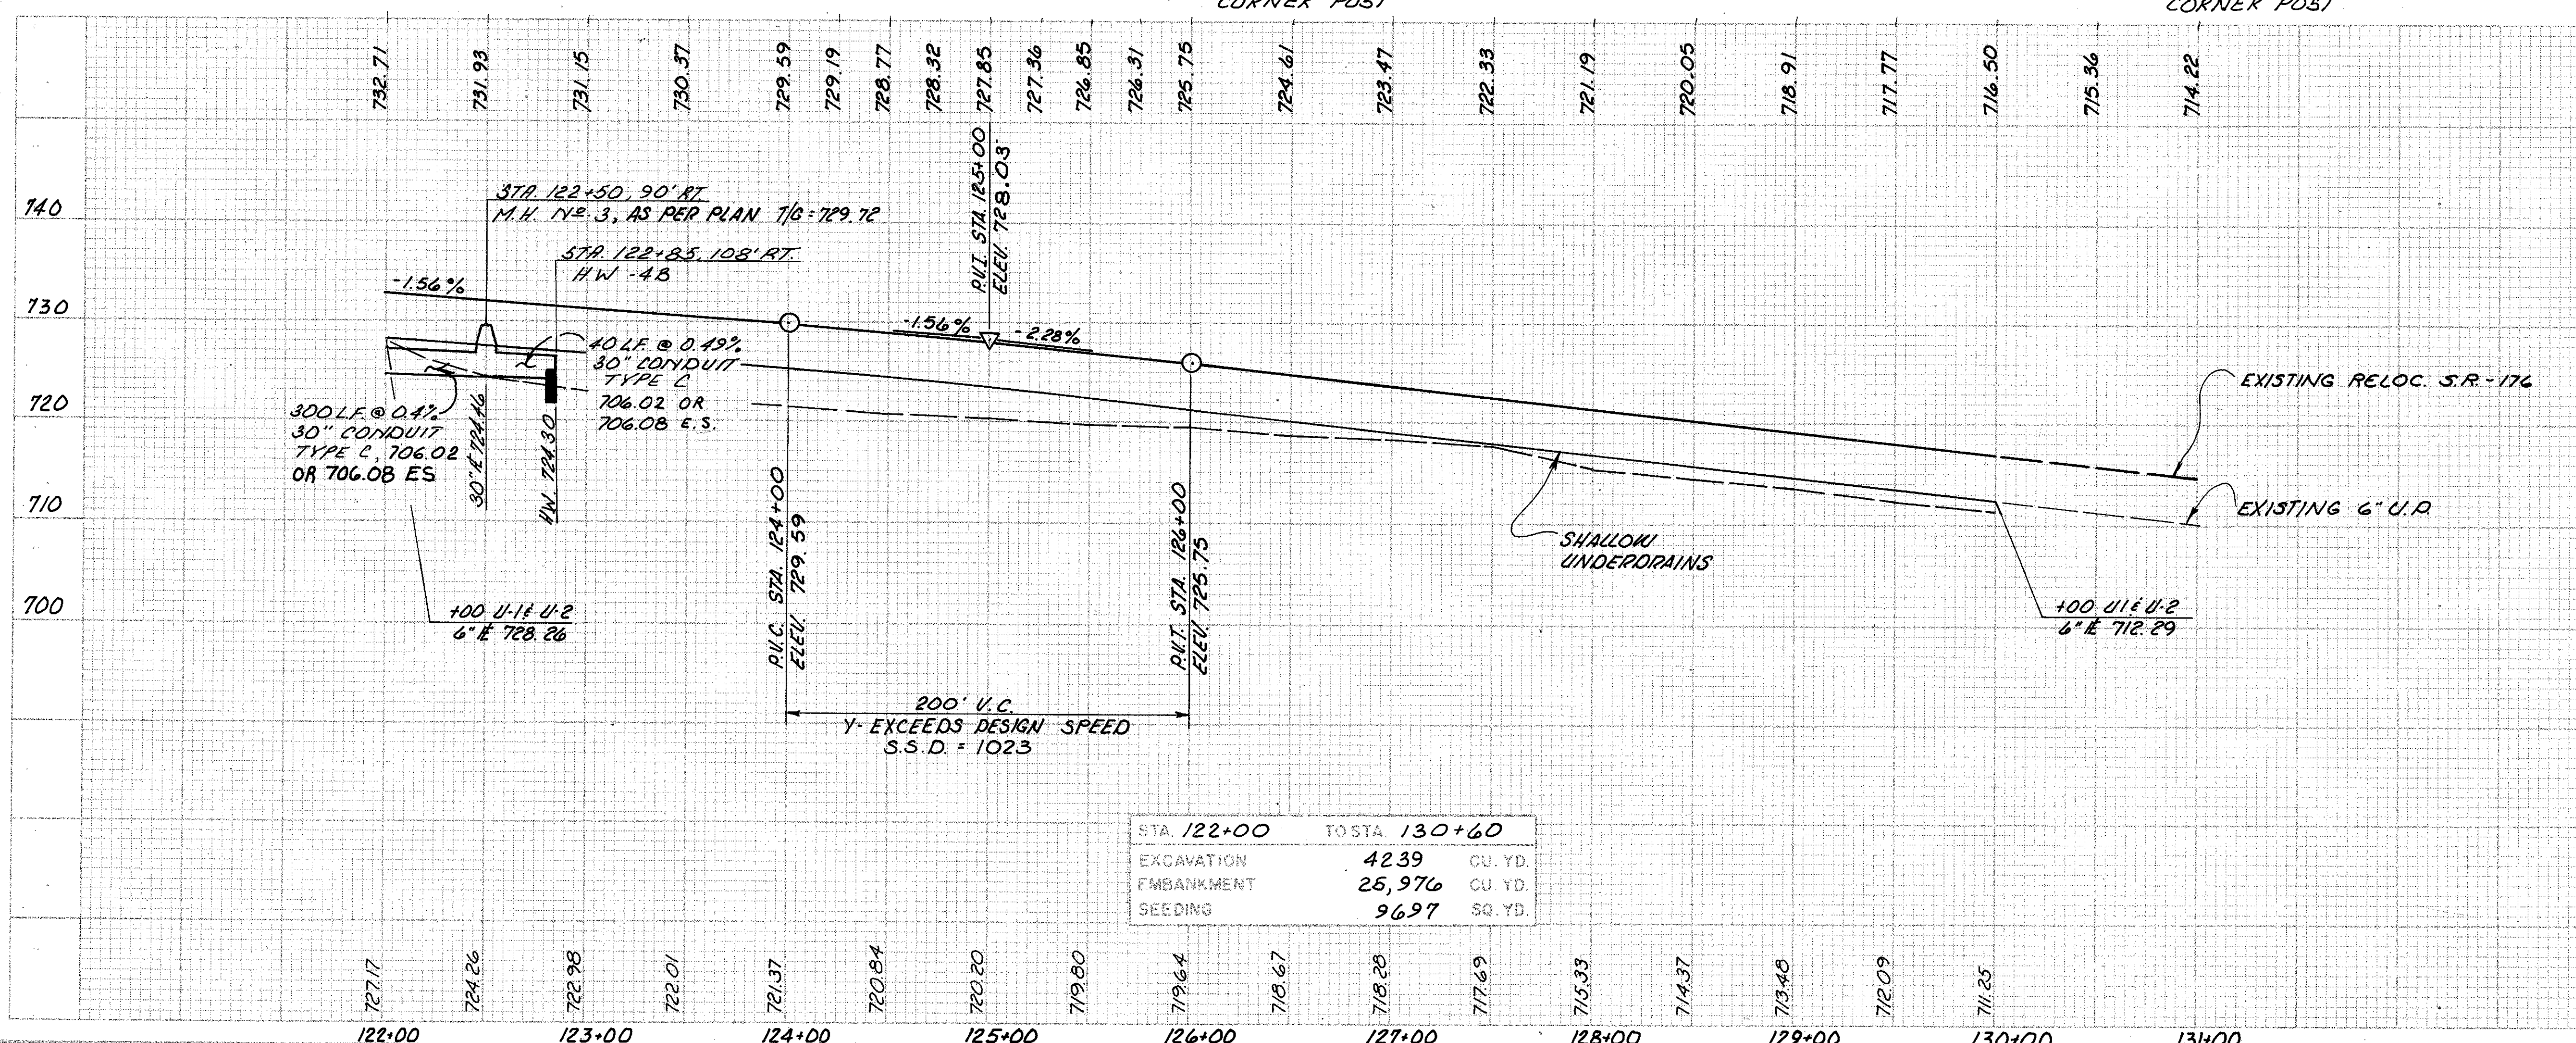 CORNER POST
CORNER POST
732.71 731.93 731.15 730.37 729.59 729.19 728.77 728.32 727.85 727.36 726.85 726.31 725.75 724.61 723.47 722.33 721.19 720.05 718.91 717.77 716.50 715.36 714.22
P.V.I. STA. 125+00
ELEV. 728.03
740
730
720
710
700
STA. 122+50, 90' RT.
M.H. Nº 3, AS PER PLAN T/G = 729.72
STA. 122+85, 108' RT.
HW -4B
-1.56%
-1.56%
-2.28%
40 LF. @ 0.49%
30" CONDUIT
TYPE C
706.02 OR
706.08 E.S.
300 LF. @ 0.4%
30" CONDUIT
TYPE C, 706.02
OR 706.08 ES
30" ℄ 724.46
HW. 724.30
EXISTING RELOC. S.R.-176
EXISTING 6" U.D.
SHALLOW
UNDERDRAINS
+00 U-1 & U-2
6" ℄ 728.26
P.V.C. STA. 124+00
ELEV. 729.59
P.V.T. STA. 126+00
ELEV. 725.75
+00 U1 & U-2
6" ℄ 712.29
200' V.C.
Y- EXCEEDS DESIGN SPEED
S.S.D. = 1023
STA. 122+00 TO STA. 130+60
EXCAVATION 4239 CU. YD.
EMBANKMENT 25,976 CU. YD.
SEEDING 9697 SQ. YD.
727.17 724.26 722.98 722.01 721.37 720.84 720.20 719.80 719.64 718.67 718.28 717.69 715.33 714.37 713.48 712.09 711.25
122+00 123+00 124+00 125+00 126+00 127+00 128+00 129+00 130+00 131+00